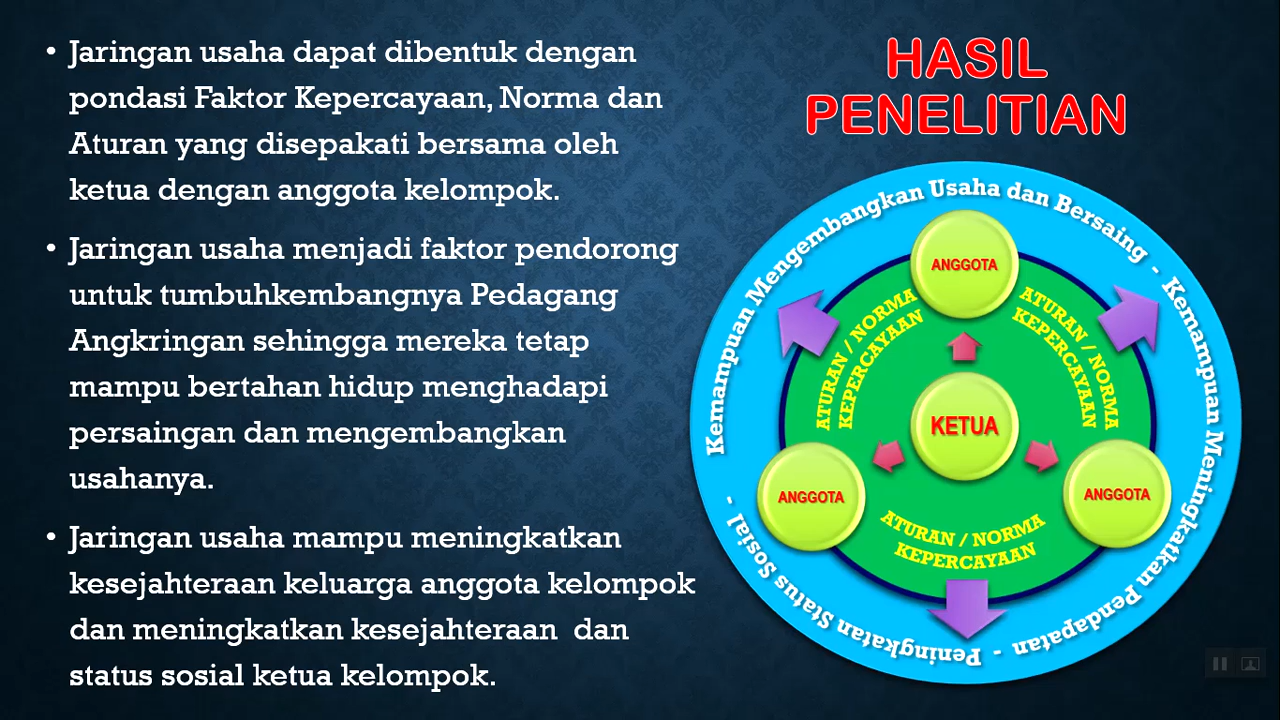 • Jaringan usaha dapat dibentuk dengan
pondasi Faktor Kepercayaan, Norma dan
Aturan yang disepakati bersama oleh
ketua dengan anggota kelompok.
• Jaringan usaha menjadi faktor pendorong
untuk tumbuhkembangnya Pedagang
Angkringan sehingga mereka tetap
mampu bertahan hidup menghadapi
persaingan dan mengembangkan
usahanya.
• Jaringan usaha mampu meningkatkan
kesejahteraan keluarga anggota kelompok
dan meningkatkan kesejahteraan  dan
status sosial ketua kelompok.
HASIL
PENELITIAN
Kemampuan Mengembangkan Usaha dan Bersaing - Kemampuan Meningkatkan Pendapatan - Peningkatan Status Sosial -
ANGGOTA
ATURAN / NORMA
KEPERCAYAAN
ATURAN / NORMA
KEPERCAYAAN
KETUA
ANGGOTA
ANGGOTA
ATURAN / NORMA
KEPERCAYAAN